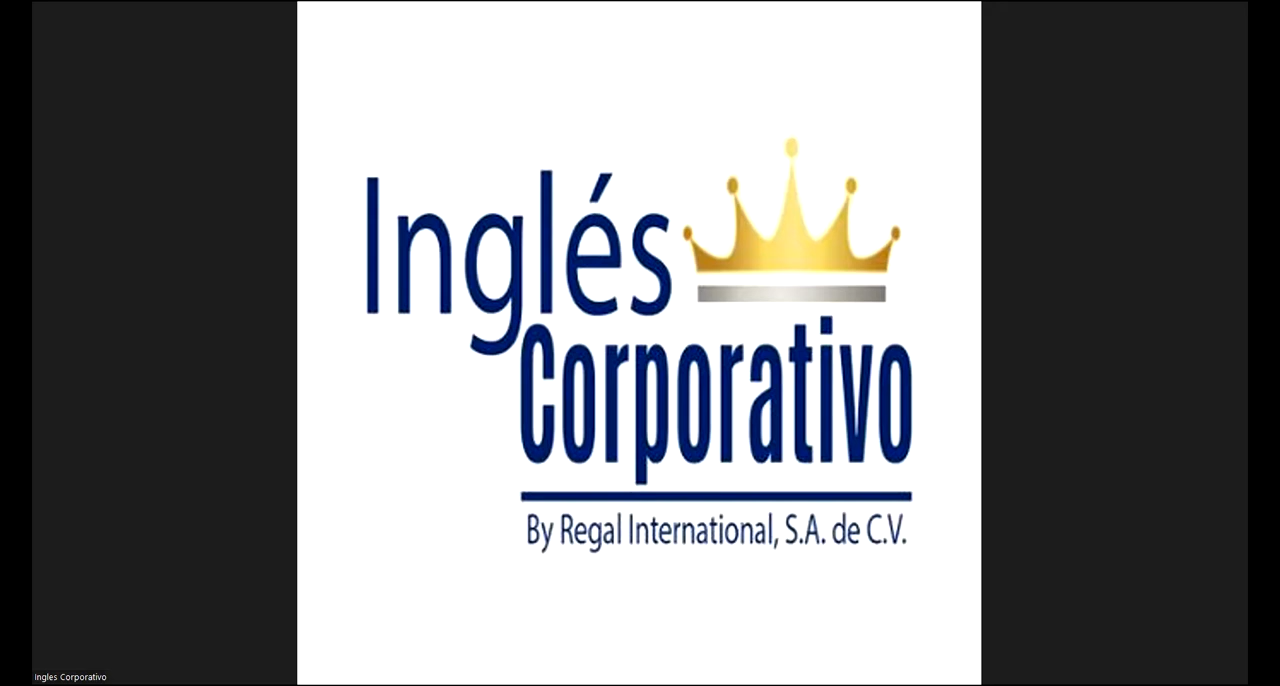 Inglés
Corporativo
By Regal International, S.A. de C.V.
Ingles Corporativo